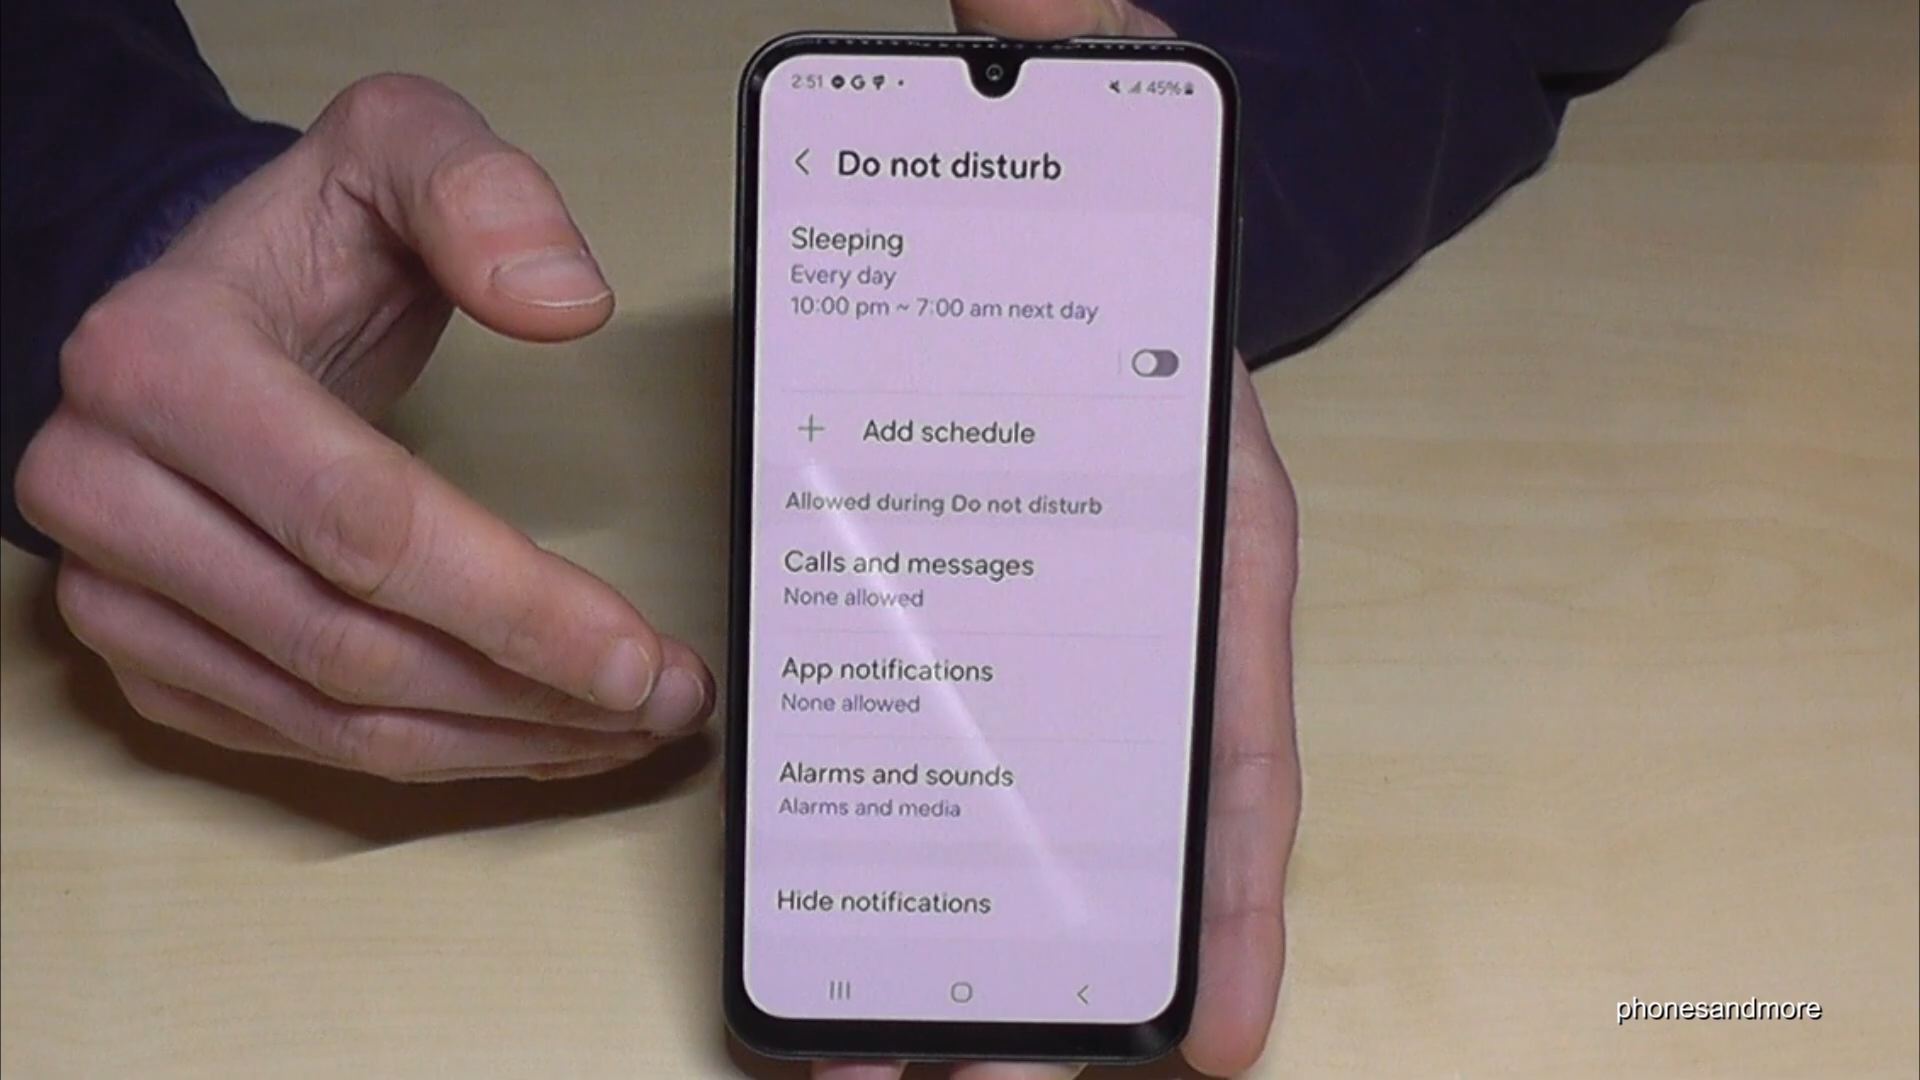 2:51
45%
Do not disturb
Sleeping
Every day
10:00 pm ~ 7:00 am next day
Add schedule
Allowed during Do not disturb
Calls and messages
None allowed
App notifications
None allowed
Alarms and sounds
Alarms and media
Hide notifications
phonesandmore